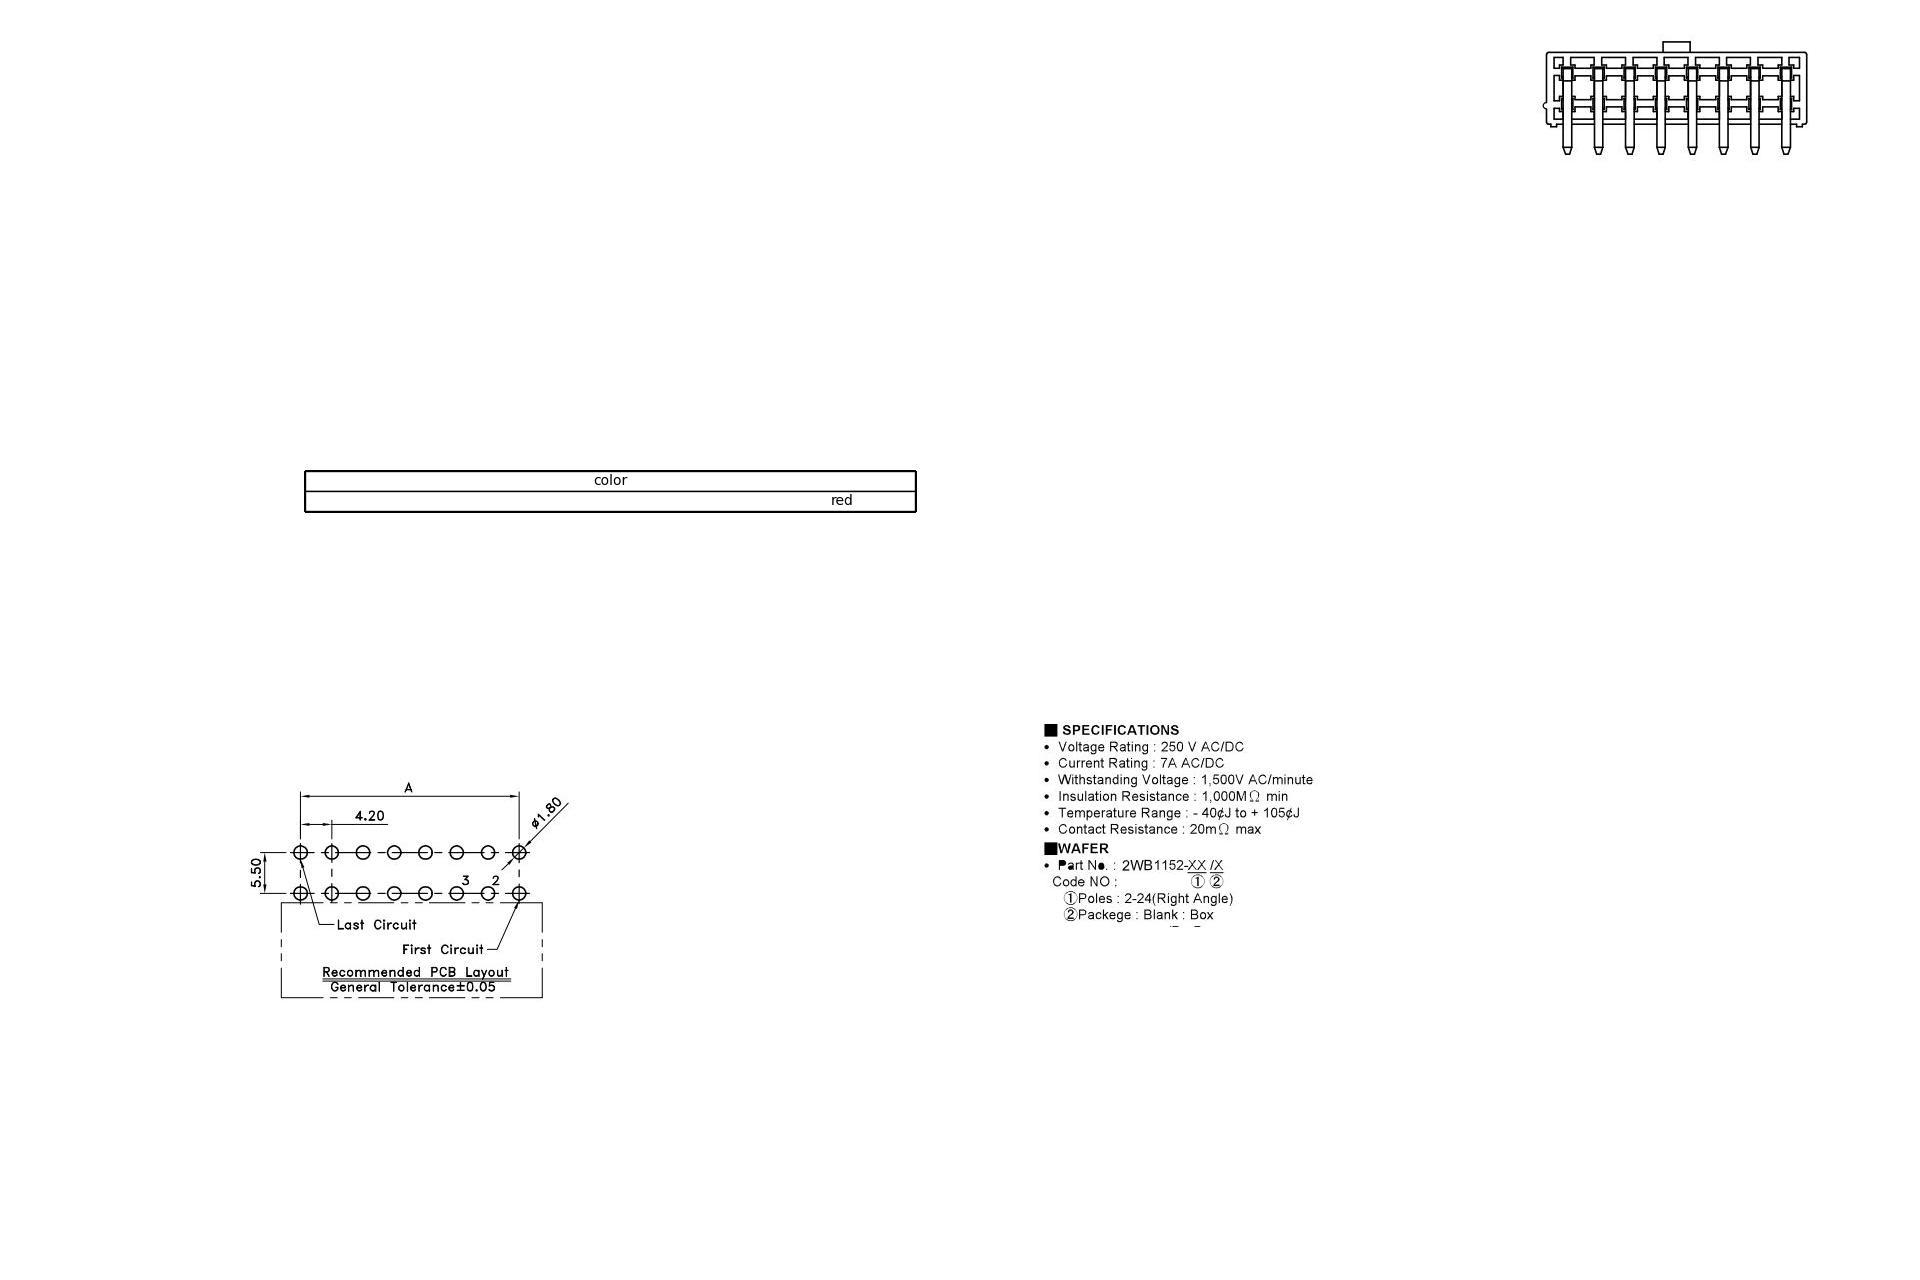 color
red
■ SPECIFICATIONS
• Voltage Rating : 250 V AC/DC
• Current Rating : 7A AC/DC
• Withstanding Voltage : 1,500V AC/minute
• Insulation Resistance : 1,000MΩ min
• Temperature Range : - 40¢J to + 105¢J
• Contact Resistance : 20mΩ max
■WAFER
• Part No. : 2WB1152-XX /X
Code NO : ① ②
①Poles : 2-24(Right Angle)
②Packege : Blank : Box
A
4.20
ø1.80
5.50
3 2
Last Circuit
First Circuit
Recommended PCB Layout
General Tolerance±0.05